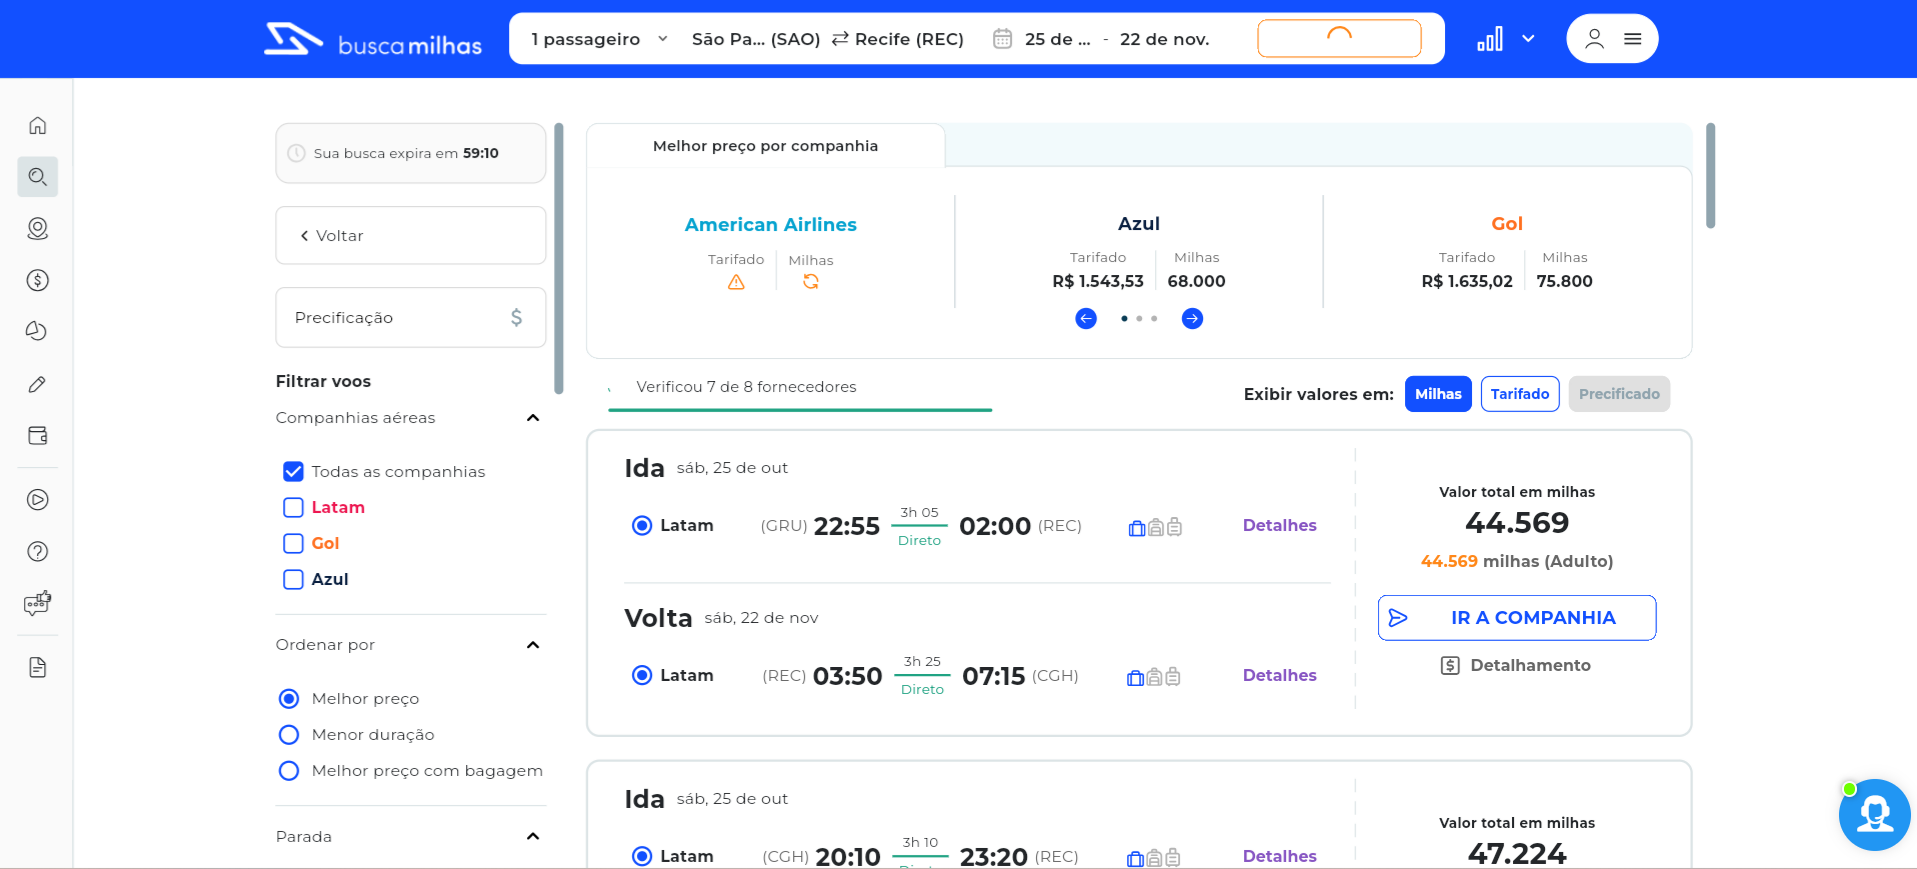 buscamilhas
1 passageiro
São Pa... (SAO) Recife (REC)
25 de ... - 22 de nov.
Sua busca expira em 59:10
Voltar
Precificação $
Filtrar voos
Companhias aéreas
Todas as companhias
Latam
Gol
Azul
Ordenar por
Melhor preço
Menor duração
Melhor preço com bagagem
Parada
Melhor preço por companhia
American Airlines
Tarifado Milhas
Azul
Tarifado Milhas
R$ 1.543,53 68.000
Gol
Tarifado Milhas
R$ 1.635,02 75.800
Verificou 7 de 8 fornecedores
Exibir valores em: Milhas Tarifado Precificado
Ida sáb, 25 de out
Latam (GRU) 22:55 3h 05 02:00 (REC) Detalhes
Direto
Volta sáb, 22 de nov
Latam (REC) 03:50 3h 25 07:15 (CGH) Detalhes
Direto
Valor total em milhas
44.569
44.569 milhas (Adulto)
IR A COMPANHIA
Detalhamento
Ida sáb, 25 de out
Latam (CGH) 20:10 3h 10 23:20 (REC) Detalhes
Valor total em milhas
47.224